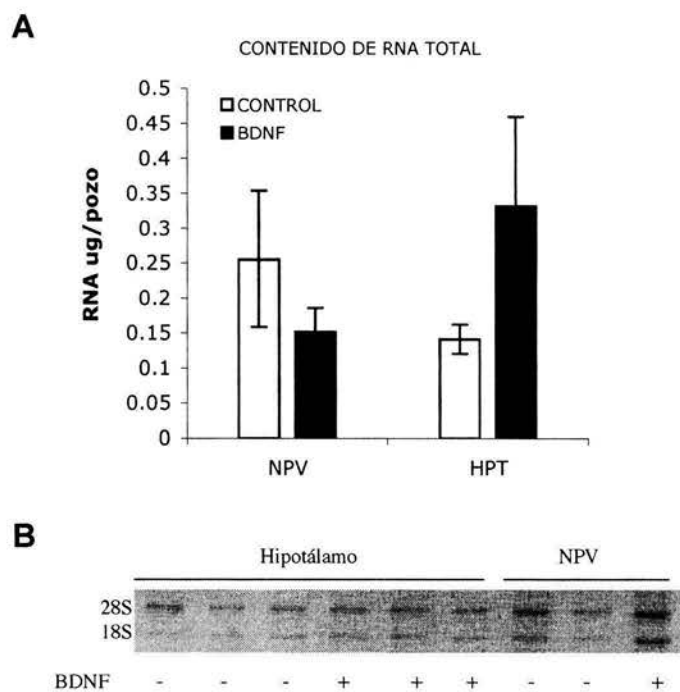 A
CONTENIDO DE RNA TOTAL
0.5
0.45
0.4
0.35
0.3
0.25
0.2
0.15
0.1
0.05
0
CONTROL
BDNF
RNA ug/pozo
NPV HPT
B
Hipotálamo NPV
28S
18S
BDNF - - - + + + - - +